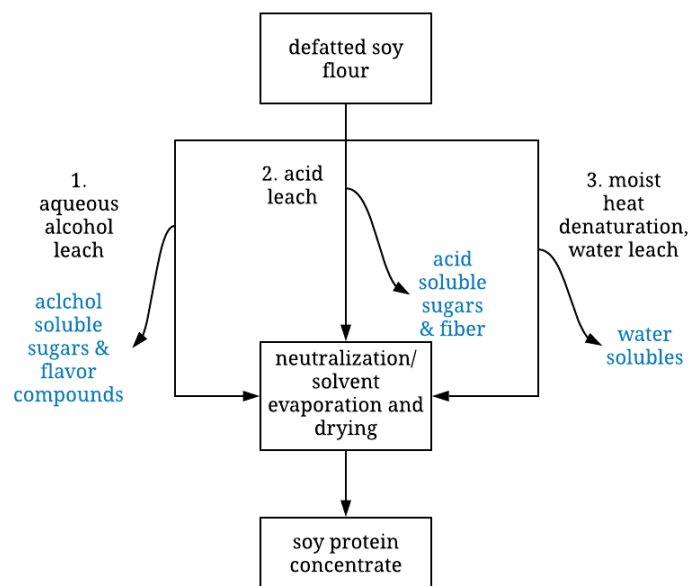 defatted soy
flour
1.
aqueous
alcohol
leach
2. acid
leach
3. moist
heat
denaturation,
water leach
aclchol
soluble
sugars &
flavor
compounds
acid
soluble
sugars
& fiber
water
solubles
neutralization/
solvent
evaporation and
drying
soy protein
concentrate